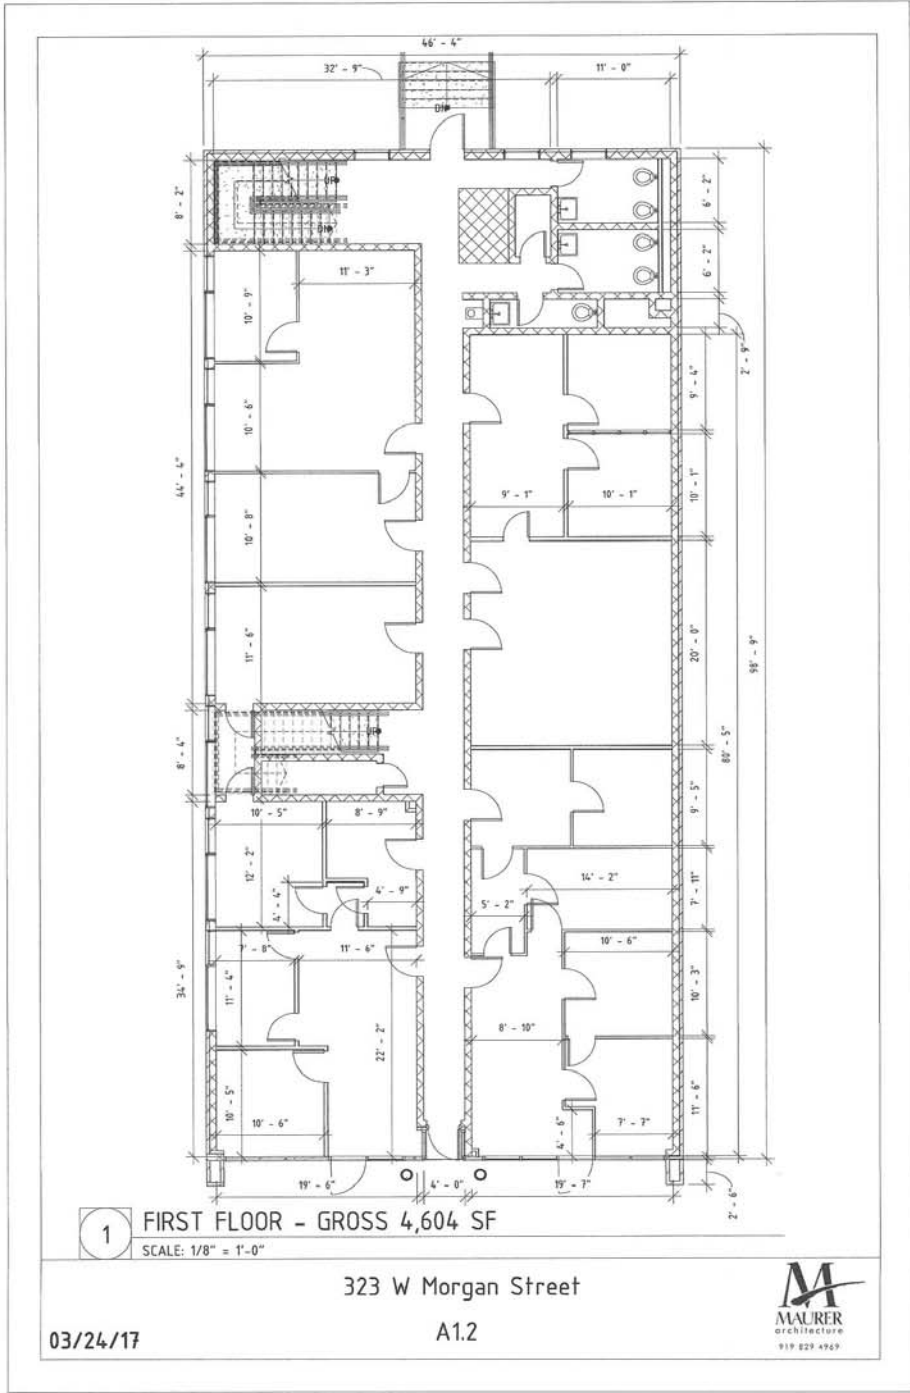 46' - 4"
32' - 9"
11' - 0"
DN
8' - 2"
UP
DN
6' - 2"
6' - 2"
11' - 3"
10' - 9"
2' - 9"
9' - 4"
10' - 6"
44' - 4"
9' - 1"
10' - 1"
10' - 1"
10' - 8"
11' - 6"
20' - 0"
98' - 9"
80' - 5"
8' - 4"
UP
10' - 5"
8' - 9"
9' - 5"
12' - 2"
4' - 4"
4' - 9"
5' - 2"
14' - 2"
7' - 11"
7' - 8"
11' - 6"
10' - 6"
34' - 9"
11' - 4"
22' - 2"
8' - 10"
10' - 3"
10' - 5"
10' - 6"
4' - 6"
7' - 7"
11' - 6"
19' - 6"
4' - 0"
19' - 7"
2' - 6"
1
FIRST FLOOR - GROSS 4,604 SF
SCALE: 1/8" = 1'-0"
323 W Morgan Street
A1.2
03/24/17
M
MAURER
architecture
919 829 4969